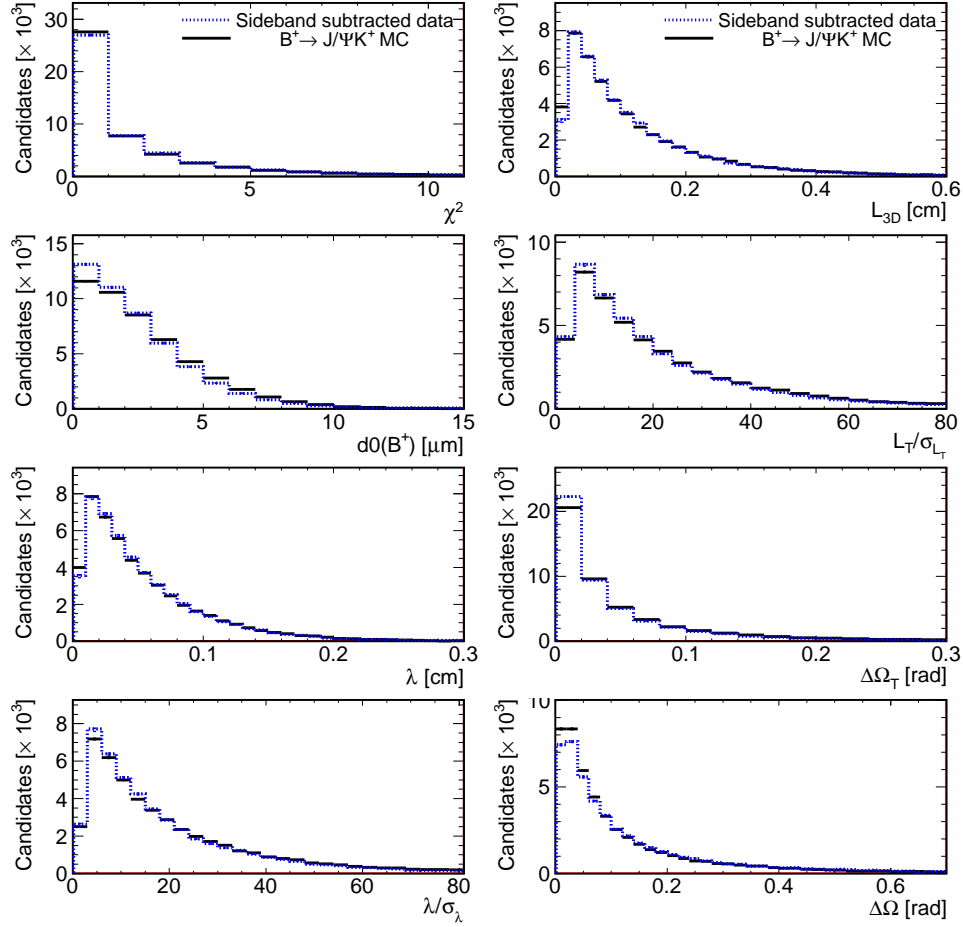 Sideband subtracted data
B⁺→ J/ΨK⁺ MC
Candidates [× 10³]
30
20
10
0
0 5 10
χ²
Sideband subtracted data
B⁺→ J/ΨK⁺ MC
Candidates [× 10³]
8
6
4
2
0
0 0.2 0.4 0.6
L₃D [cm]
Candidates [× 10³]
15
10
5
0
0 5 10 15
d0(B⁺) [μm]
Candidates [× 10³]
10
5
0
0 20 40 60 80
L_T/σ_{L_T}
Candidates [× 10³]
8
6
4
2
0
0 0.1 0.2 0.3
λ [cm]
Candidates [× 10³]
20
10
0
0 0.1 0.2 0.3
ΔΩ_T [rad]
Candidates [× 10³]
8
6
4
2
0
0 20 40 60 80
λ/σ_λ
Candidates [× 10³]
10
5
0
0 0.2 0.4 0.6
ΔΩ [rad]